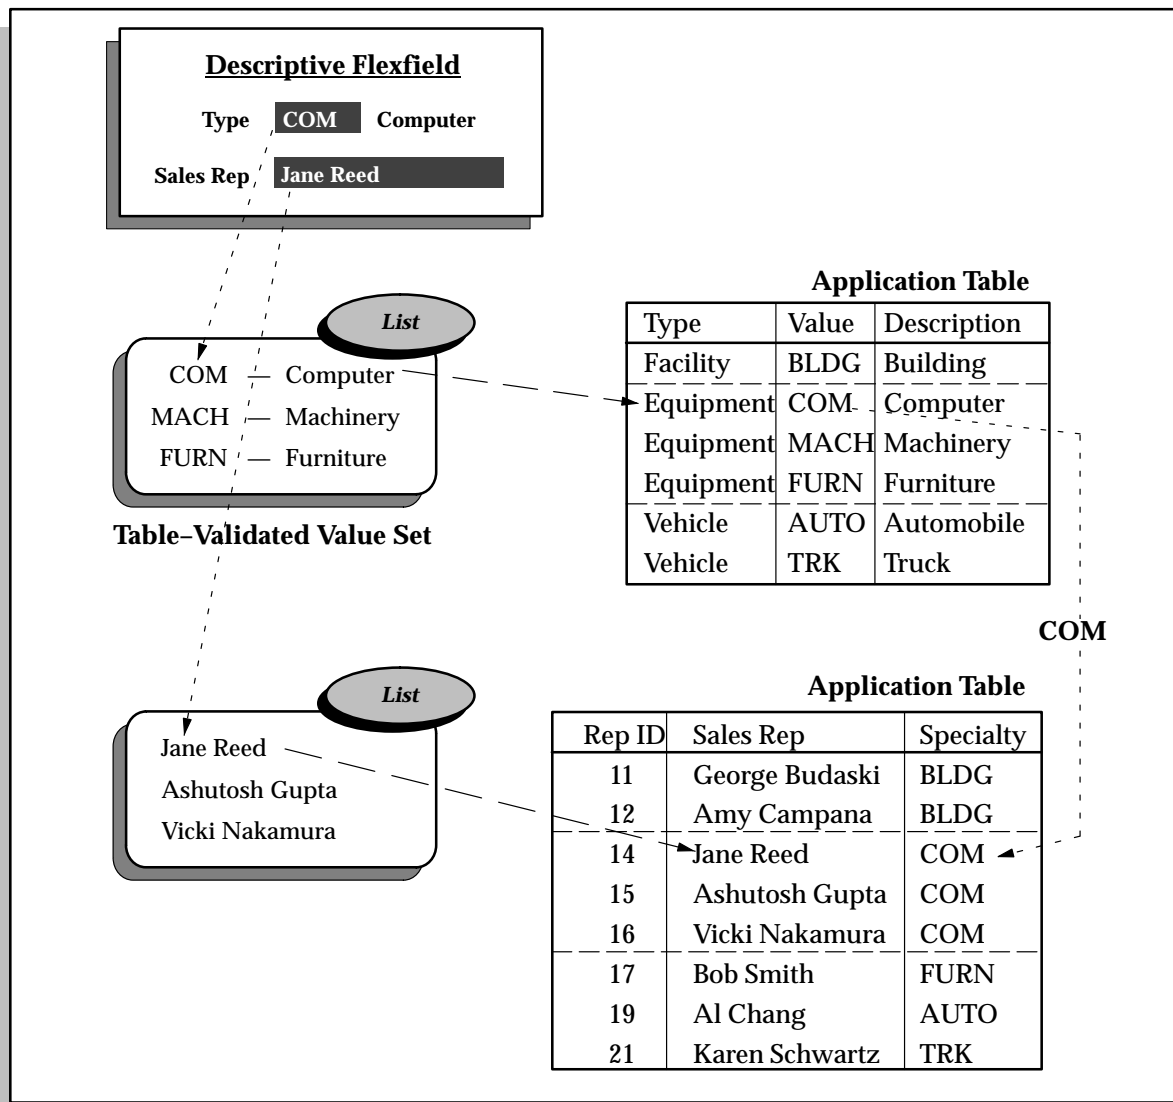 Descriptive Flexfield
Type COM Computer
Sales Rep Jane Reed
List
COM — Computer
MACH — Machinery
FURN — Furniture
Table–Validated Value Set
Application Table
Type Value Description
Facility BLDG Building
Equipment COM Computer
Equipment MACH Machinery
Equipment FURN Furniture
Vehicle AUTO Automobile
Vehicle TRK Truck
COM
List
Jane Reed
Ashutosh Gupta
Vicki Nakamura
Application Table
Rep ID Sales Rep Specialty
11 George Budaski BLDG
12 Amy Campana BLDG
14 Jane Reed COM
15 Ashutosh Gupta COM
16 Vicki Nakamura COM
17 Bob Smith FURN
19 Al Chang AUTO
21 Karen Schwartz TRK